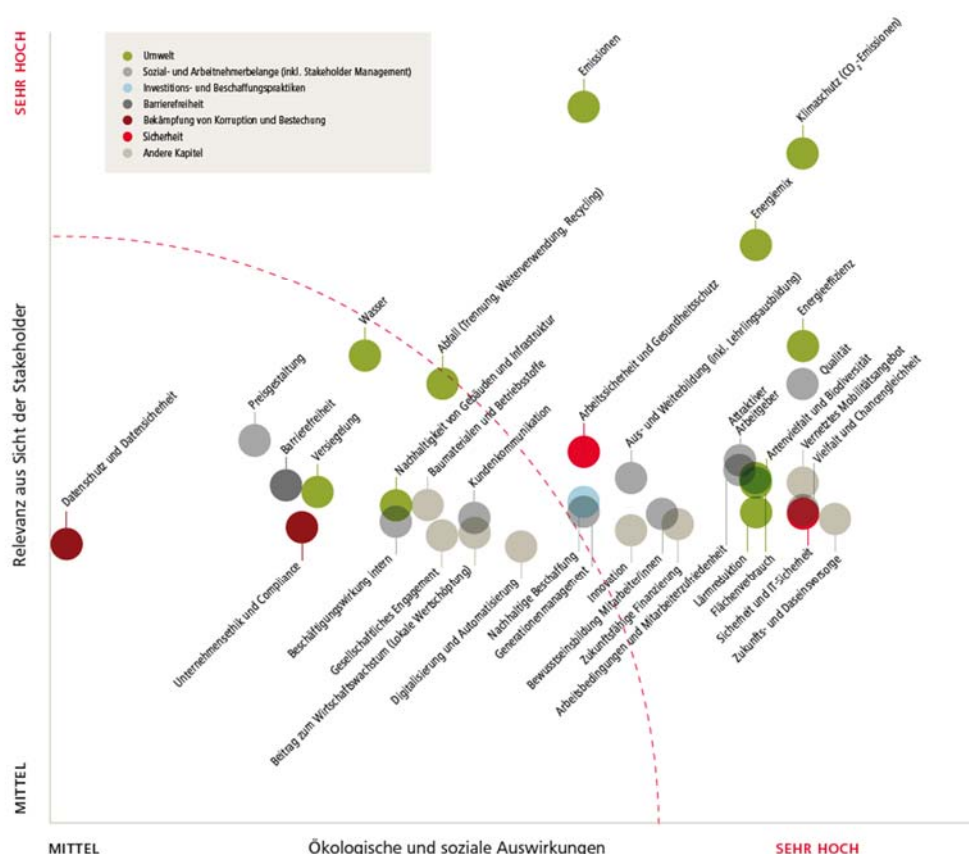 SEHR HOCH
Relevanz aus Sicht der Stakeholder
MITTEL
Umwelt
Sozial- und Arbeitnehmerbelange (inkl. Stakeholder Management)
Investitions- und Beschaffungspraktiken
Barrierefreiheit
Bekämpfung von Korruption und Bestechung
Sicherheit
Andere Kapitel
Emissionen
Klimaschutz (CO₂-Emissionen)
Energiemix
Energieeffizienz
Qualität
Wasser
Abfall (Trennung, Weiterverwendung, Recycling)
Arbeitssicherheit und Gesundheitsschutz
Aus- und Weiterbildung (inkl. Lehrlingsausbildung)
Attraktiver
Arbeitgeber
Artenvielfalt und Biodiversität
Vernetztes Mobilitätsangebot
Vielfalt und Chancengleichheit
Datenschutz und Datensicherheit
Preisgestaltung
Barrierefreiheit
Versiegelung
Nachhaltigkeit von Gebäuden und Infrastruktur
Baumaterialen und Betriebsstoffe
Kundenkommunikation
Unternehmensethik und Compliance
Beschäftigungswirkung intern
Gesellschaftliches Engagement
Beitrag zum Wirtschaftswachstum (Lokale Wertschöpfung)
Digitalisierung und Automatisierung
Nachhaltige Beschaffung
Generationenmanagement
Innovation
Bewusstseinsbildung Mitarbeiter/innen
Zukunftsfähige Finanzierung
Arbeitsbedingungen und Mitarbeiterzufriedenheit
Lärmreduktion
Flächenverbrauch
Sicherheit und IT-Sicherheit
Zukunfts- und Daseinsvorsorge
MITTEL
Ökologische und soziale Auswirkungen
SEHR HOCH